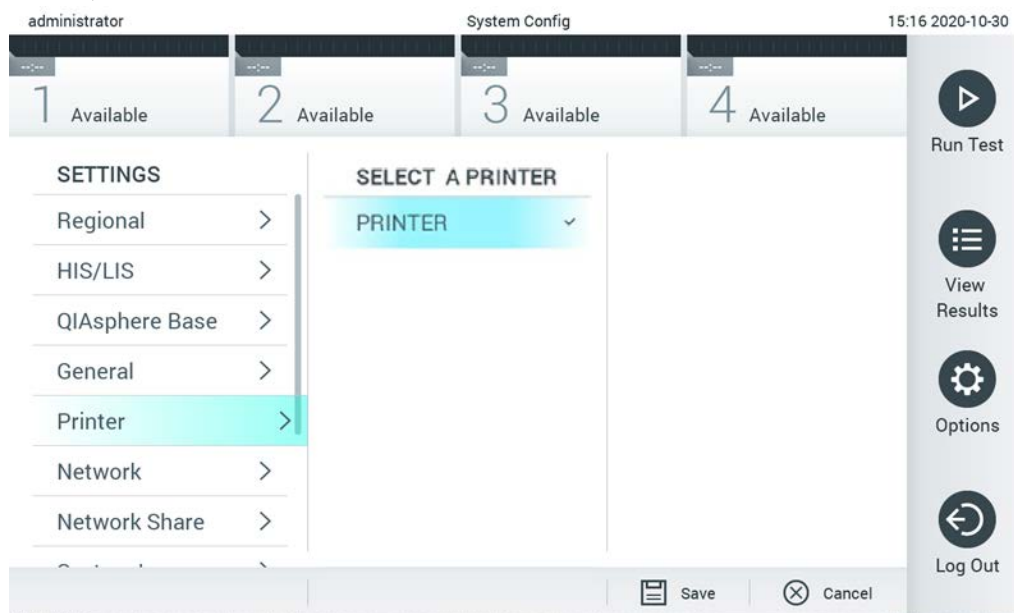 administrator System Config 15:16 2020-10-30
--:-- --:-- --:-- --:--
1 Available 2 Available 3 Available 4 Available
Run Test
SETTINGS
Regional
HIS/LIS
QIAsphere Base
General
Printer
Network
Network Share
SELECT A PRINTER
PRINTER
View
Results
Options
Log Out
Save Cancel